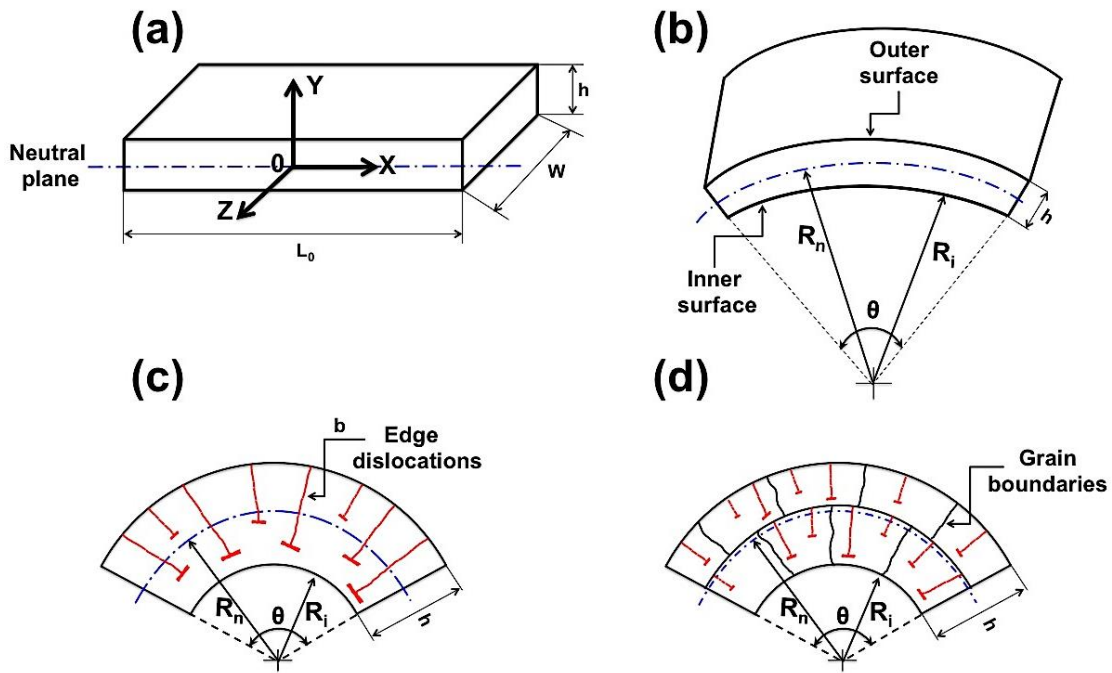 (a)
Y
h
Neutral
plane
0
X
W
Z
L₀
(b)
Outer
surface
h
Rₙ
Rᵢ
Inner
surface
θ
(c)
b
Edge
dislocations
Rₙ
θ
Rᵢ
h
(d)
Grain
boundaries
Rₙ
θ
Rᵢ
h